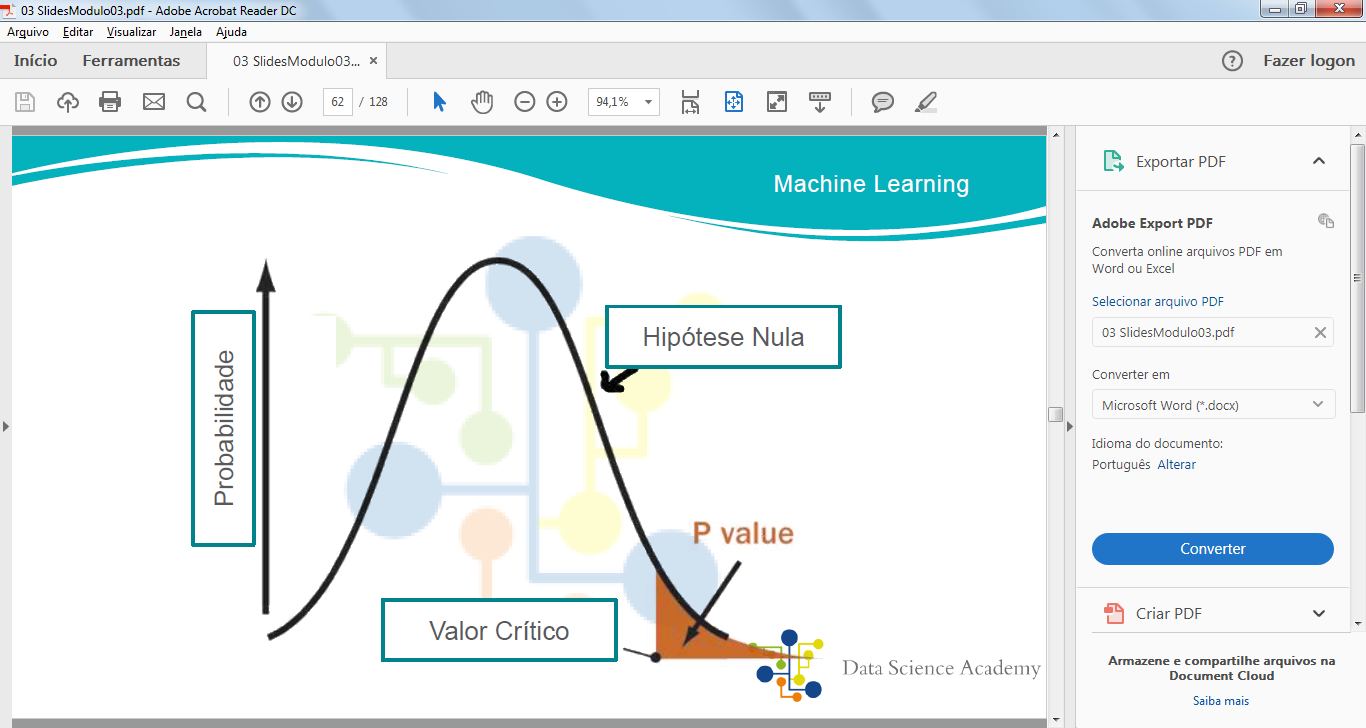 03 SlidesModulo03.pdf - Adobe Acrobat Reader DC
Arquivo Editar Visualizar Janela Ajuda
Início Ferramentas 03 SlidesModulo03... × ? Fazer logon
62 / 128 94,1%
Machine Learning
Probabilidade
Hipótese Nula
P value
Valor Crítico
Data Science Academy
Exportar PDF
Adobe Export PDF
Converta online arquivos PDF em
Word ou Excel
Selecionar arquivo PDF
03 SlidesModulo03.pdf
Converter em
Microsoft Word (*.docx)
Idioma do documento:
Português Alterar
Converter
Criar PDF
Armazene e compartilhe arquivos na
Document Cloud
Saiba mais